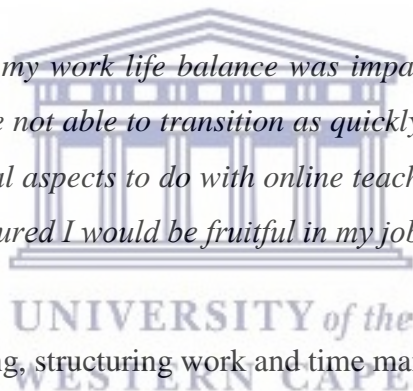 my work life balance was impa
not able to transition as quickly
al aspects to do with online teach
ured I would be fruitful in my job
UNIVERSITY of the
ng, structuring work and time ma
WESTERN CAPE